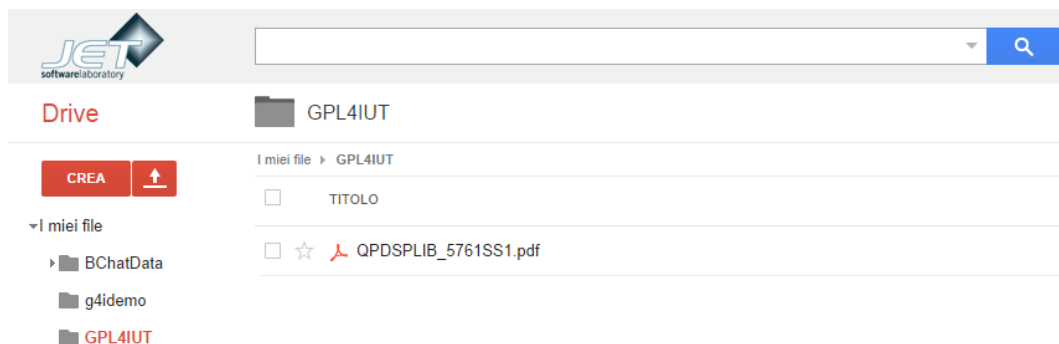 JET
softwarelaboratory
Drive
GPL4IUT
I miei file GPL4IUT
CREA
TITOLO
I miei file
QPDSPLIB_5761SS1.pdf
BChatData
g4idemo
GPL4IUT